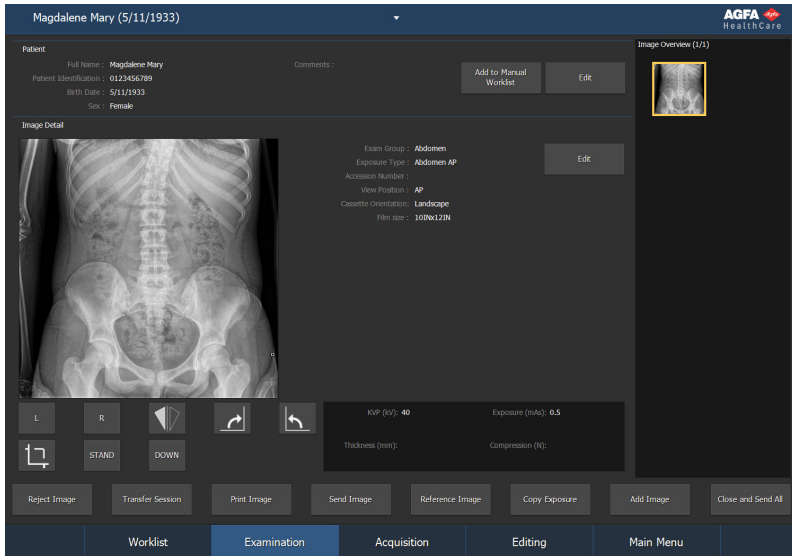 Magdalene Mary (5/11/1933)
AGFA
HealthCare
Patient
Full Name : Magdalene Mary
Comments :
Patient Identification : 0123456789
Birth Date : 5/11/1933
Sex : Female
Add to Manual
Worklist
Edit
Image Overview (1/1)
Image Detail
Exam Group : Abdomen
Exposure Type : Abdomen AP
Accession Number :
View Position : AP
Cassette Orientation: Landscape
Film size : 10INx12IN
Edit
L
R
STAND
DOWN
KVP (kV): 40
Exposure (mAs): 0.5
Thickness (mm):
Compression (N):
Reject Image
Transfer Session
Print Image
Send Image
Reference Image
Copy Exposure
Add Image
Close and Send All
Worklist
Examination
Acquisition
Editing
Main Menu